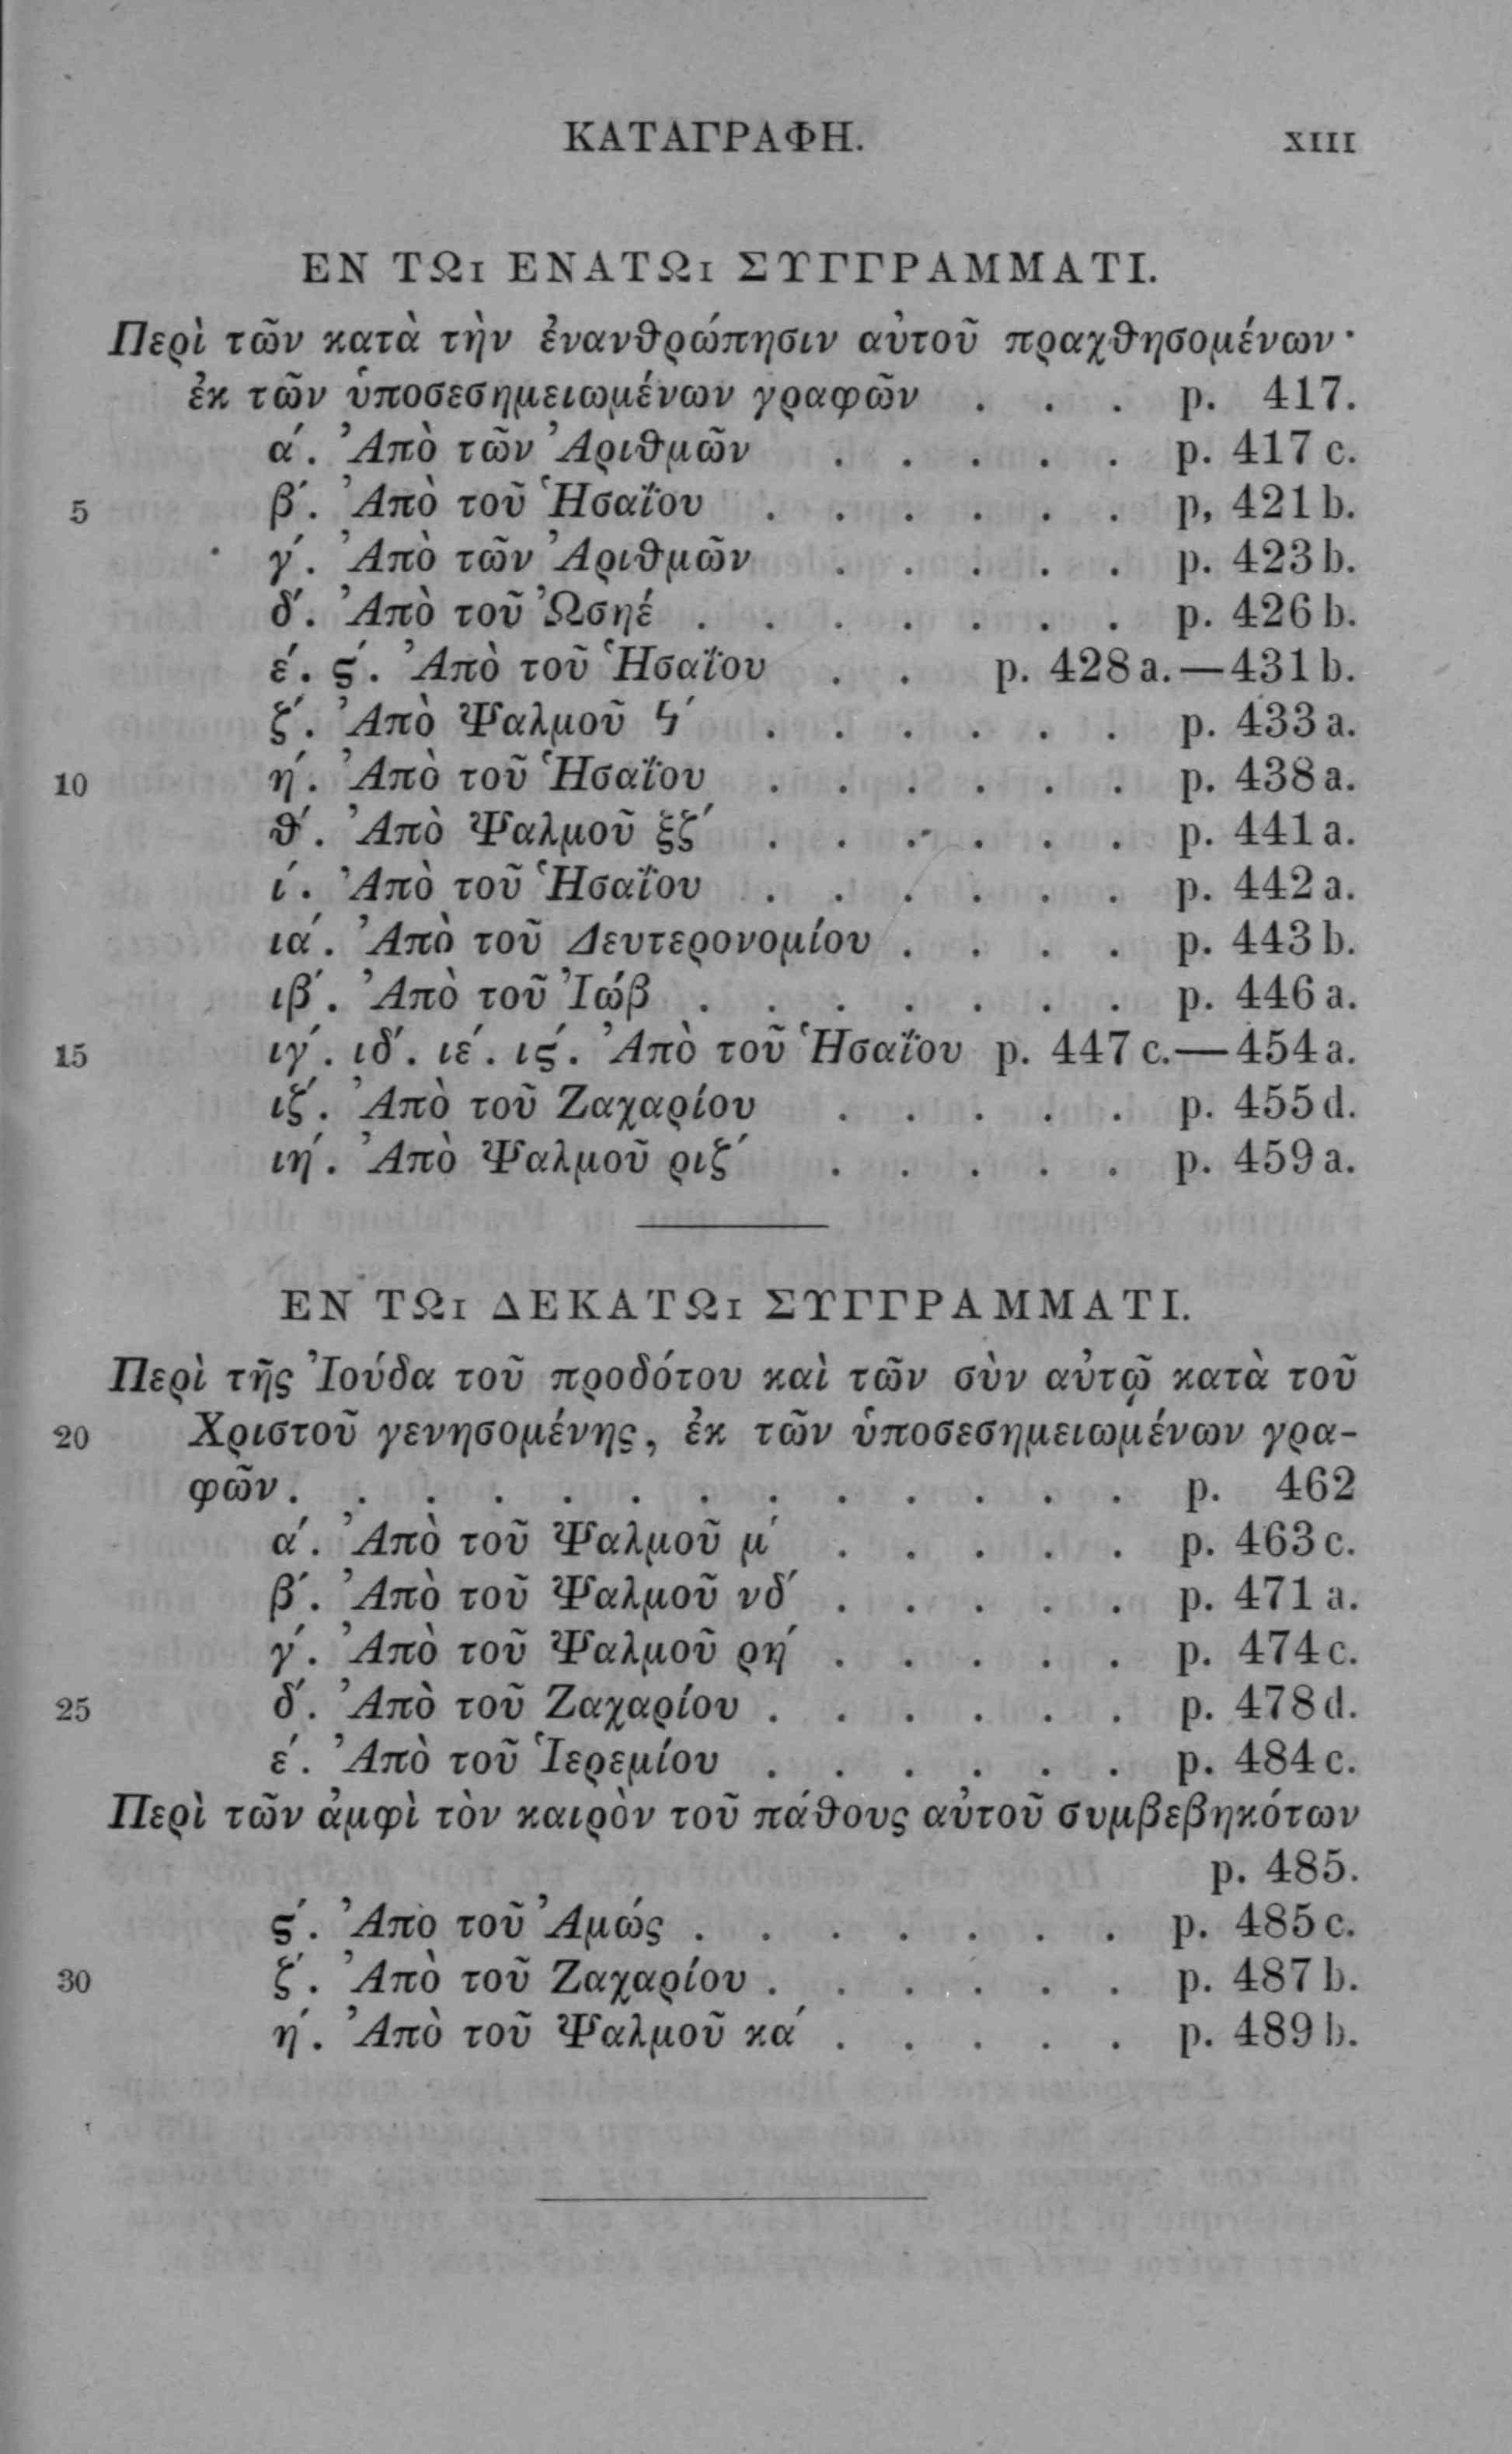 ΚΑΤΑΓΡΑΦΗ. XIII
ΕΝ ΤΩι ΕΝΑΤΩι ΣΥΓΓΡΑΜΜΑΤΙ.
Περὶ τῶν κατὰ τὴν ἐνανθρώπησιν αὐτοῦ πραχθησομένων·
ἐκ τῶν ὑποσεσημειωμένων γραφῶν . . . p. 417.
α΄. Ἀπὸ τῶν Ἀριθμῶν . . . . . p. 417 c.
5 β΄. Ἀπὸ τοῦ Ἡσαΐου . . . . . . p, 421 b.
γ΄. Ἀπὸ τῶν Ἀριθμῶν . . . . . p. 423 b.
δ΄. Ἀπὸ τοῦ Ὠσηέ . . . . . . . p. 426 b.
ε΄. ϛ΄. Ἀπὸ τοῦ Ἡσαΐου . . p. 428 a.—431 b.
ζ΄. Ἀπὸ Ψαλμοῦ ϟ΄ . . . . . . p. 433 a.
10 η΄. Ἀπὸ τοῦ Ἡσαΐου . . . . . . p. 438 a.
θ΄. Ἀπὸ Ψαλμοῦ ξζ΄ . . . . . . p. 441 a.
ι΄. Ἀπὸ τοῦ Ἡσαΐου . . . . . . p. 442 a.
ια΄. Ἀπὸ τοῦ Δευτερονομίου . . . . p. 443 b.
ιβ΄. Ἀπὸ τοῦ Ἰώβ . . . . . . . p. 446 a.
15 ιγ΄. ιδ΄. ιε΄. ιϛ΄. Ἀπὸ τοῦ Ἡσαΐου p. 447 c.—454 a.
ιζ΄. Ἀπὸ τοῦ Ζαχαρίου . . . . . p. 455 d.
ιη΄. Ἀπὸ Ψαλμοῦ ριζ΄ . . . . . p. 459 a.
ΕΝ ΤΩι ΔΕΚΑΤΩι ΣΥΓΓΡΑΜΜΑΤΙ.
Περὶ τῆς Ἰούδα τοῦ προδότου καὶ τῶν σὺν αὐτῷ κατὰ τοῦ
20 Χριστοῦ γενησομένης, ἐκ τῶν ὑποσεσημειωμένων γρα-
φῶν. . . . . . . . . . . . . p. 462
α΄. Ἀπὸ τοῦ Ψαλμοῦ μ΄ . . . . . p. 463 c.
β΄. Ἀπὸ τοῦ Ψαλμοῦ νδ΄ . . . . . p. 471 a.
γ΄. Ἀπὸ τοῦ Ψαλμοῦ ρη΄ . . . . . p. 474 c.
25 δ΄. Ἀπὸ τοῦ Ζαχαρίου . . . . . . p. 478 d.
ε΄. Ἀπὸ τοῦ Ἱερεμίου . . . . . . p. 484 c.
Περὶ τῶν ἀμφὶ τὸν καιρὸν τοῦ πάθους αὐτοῦ συμβεβηκότων
p. 485.
ϛ΄. Ἀπὸ τοῦ Ἀμώς . . . . . . . p. 485 c.
30 ζ΄. Ἀπὸ τοῦ Ζαχαρίου . . . . . . p. 487 b.
η΄. Ἀπὸ τοῦ Ψαλμοῦ κα΄ . . . . . p. 489 b.